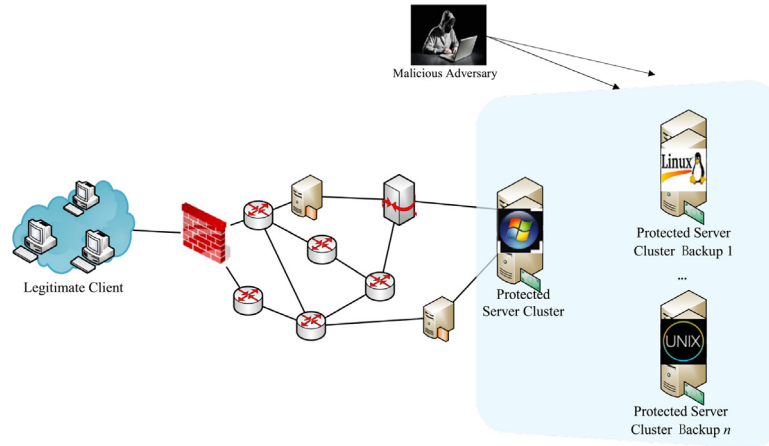 Malicious Adversary
Linux
Protected Server
Cluster Backup 1
...
Legitimate Client
Protected
Server Cluster
UNIX
Protected Server
Cluster Backup n